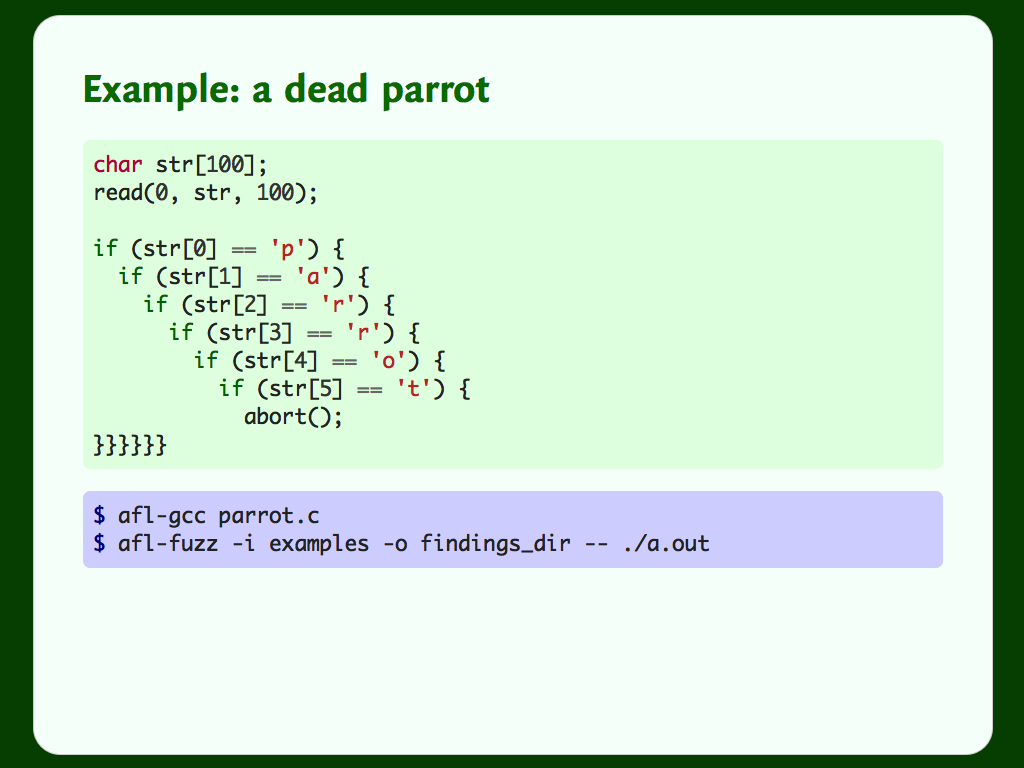 Example: a dead parrot
char str[100];
read(0, str, 100);
if (str[0] == 'p') {
if (str[1] == 'a') {
if (str[2] == 'r') {
if (str[3] == 'r') {
if (str[4] == 'o') {
if (str[5] == 't') {
abort();
}}}}}}
$ afl-gcc parrot.c
$ afl-fuzz -i examples -o findings_dir -- ./a.out